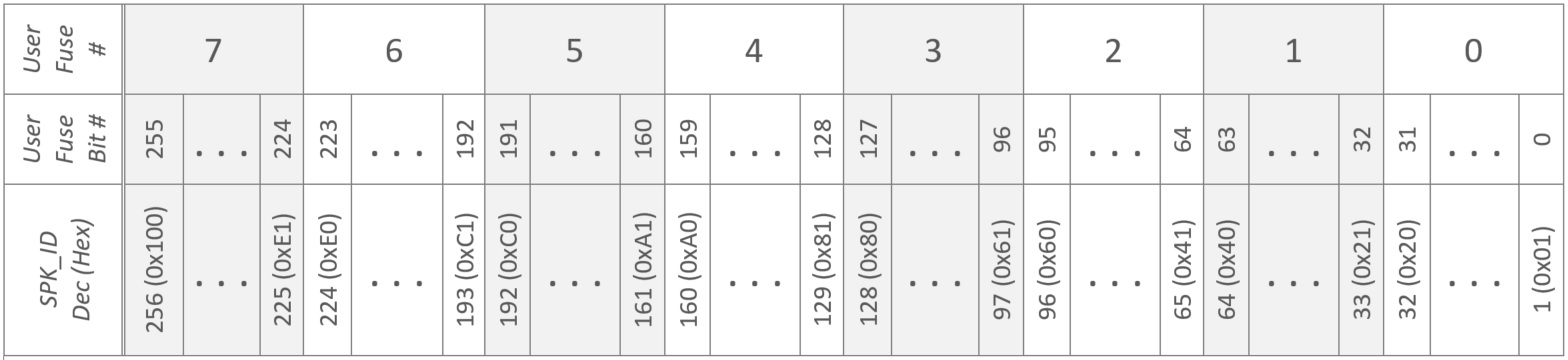 User Fuse # 7 6 5 4 3 2 1 0
User Fuse Bit # 255 . . . 224 223 . . . 192 191 . . . 160 159 . . . 128 127 . . . 96 95 . . . 64 63 . . . 32 31 . . . 0
SPK_ID Dec (Hex) 256 (0x100) . . . 225 (0xE1) 224 (0xE0) . . . 193 (0xC1) 192 (0xC0) . . . 161 (0xA1) 160 (0xA0) . . . 129 (0x81) 128 (0x80) . . . 97 (0x61) 96 (0x60) . . . 65 (0x41) 64 (0x40) . . . 33 (0x21) 32 (0x20) . . . 1 (0x01)